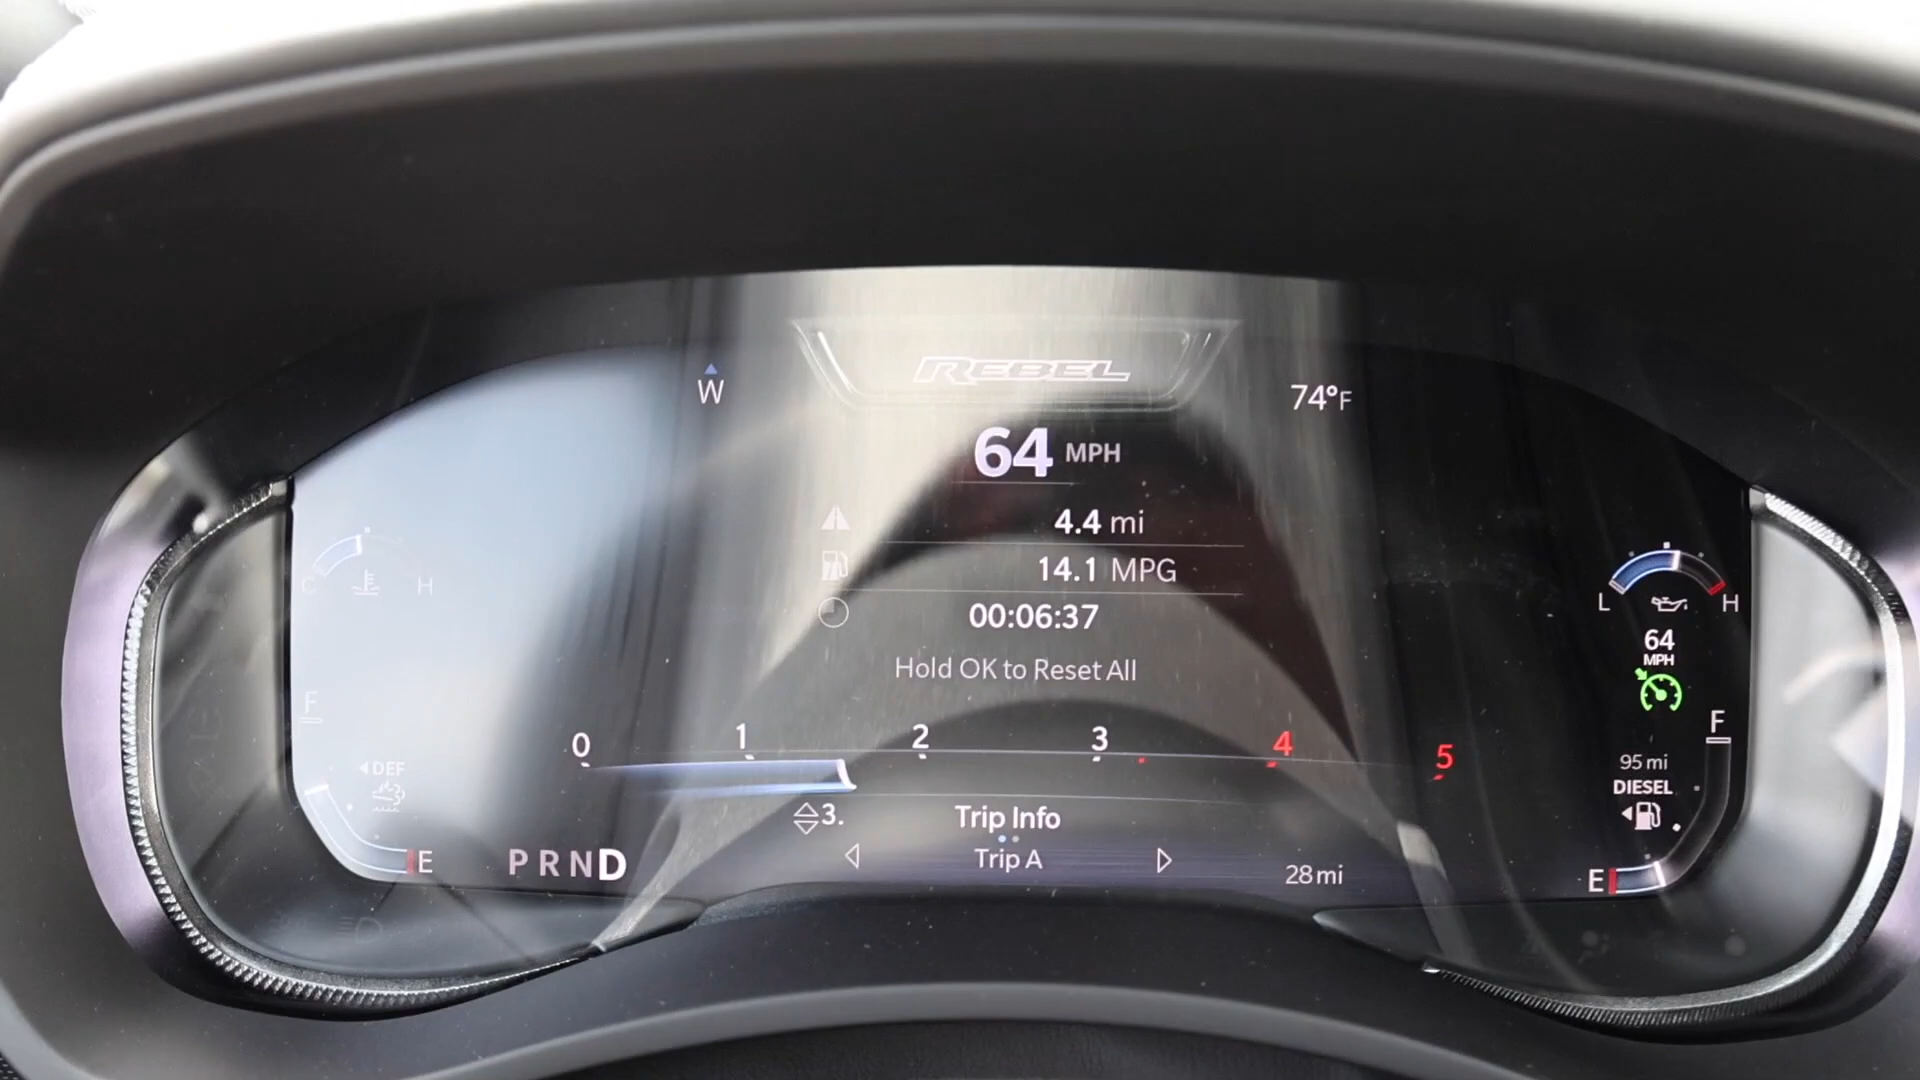 W
REBEL
74°F
64 MPH
4.4 mi
14.1 MPG
00:06:37
Hold OK to Reset All
C H
L H
64
MPH
F
F
0 1 2 3 4 5
DEF
95 mi
DIESEL
3. Trip Info
Trip A
E
P R N D
28 mi
E